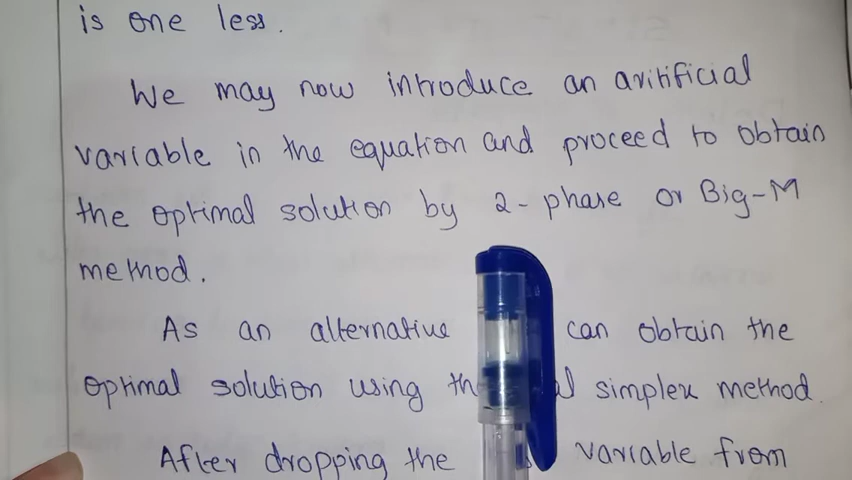 is one less.
We may now introduce an aritificial
variable in the equation and proceed to obtain
the optimal solution by 2-phase or Big-M
method.
As an alternative can obtain the
optimal solution using simplex method.
After dropping the variable from